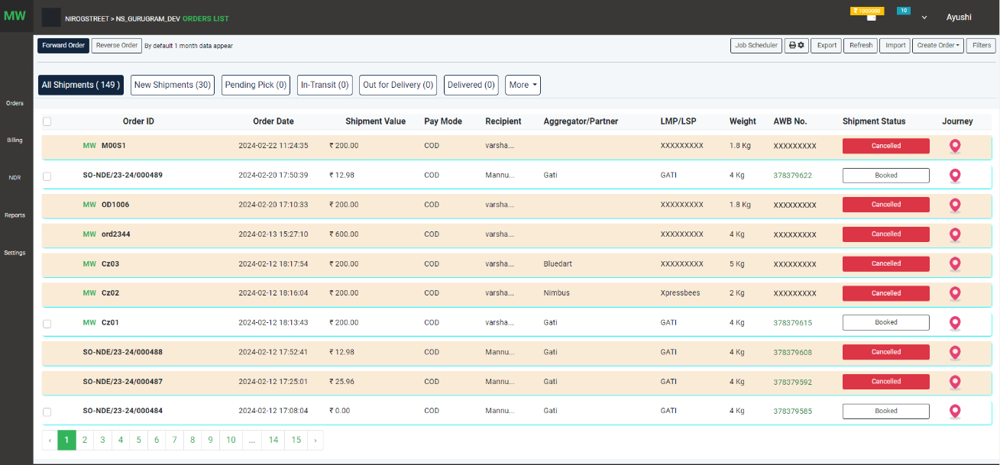 MW
NIROGSTREET > NS_GURUGRAM_DEV ORDERS LIST
₹ 1000000
10
Ayushi
Forward Order Reverse Order By default 1 month data appear
Job Scheduler Export Refresh Import Create Order Filters
All Shipments ( 149 ) New Shipments (30) Pending Pick (0) In-Transit (0) Out for Delivery (0) Delivered (0) More
Orders
Billing
NDR
Reports
Settings
Order ID Order Date Shipment Value Pay Mode Recipient Aggregator/Partner LMP/LSP Weight AWB No. Shipment Status Journey
MW M00S1 2024-02-22 11:24:35 ₹ 200.00 COD varsha... XXXXXXXXX 1.8 Kg XXXXXXXXX Cancelled
SO-NDE/23-24/000489 2024-02-20 17:50:39 ₹ 12.98 COD Mannu... Gati GATI 4 Kg 378379622 Booked
MW OD1006 2024-02-20 17:10:33 ₹ 200.00 COD varsha... XXXXXXXXX 1.8 Kg XXXXXXXXX Cancelled
MW ord2344 2024-02-13 15:27:10 ₹ 600.00 COD varsha... XXXXXXXXX 4 Kg XXXXXXXXX Cancelled
MW Cz03 2024-02-12 18:17:54 ₹ 200.00 COD varsha... Bluedart XXXXXXXXX 5 Kg XXXXXXXXX Cancelled
MW Cz02 2024-02-12 18:16:04 ₹ 200.00 COD varsha... Nimbus Xpressbees 2 Kg XXXXXXXXX Cancelled
MW Cz01 2024-02-12 18:13:43 ₹ 200.00 COD varsha... Gati GATI 4 Kg 378379615 Booked
SO-NDE/23-24/000488 2024-02-12 17:52:41 ₹ 12.98 COD Mannu... Gati GATI 4 Kg 378379608 Cancelled
SO-NDE/23-24/000487 2024-02-12 17:25:01 ₹ 25.96 COD Mannu... Gati GATI 4 Kg 378379592 Cancelled
SO-NDE/23-24/000484 2024-02-12 17:08:04 ₹ 0.00 COD Mannu... Gati GATI 4 Kg 378379585 Booked
‹ 1 2 3 4 5 6 7 8 9 10 ... 14 15 ›